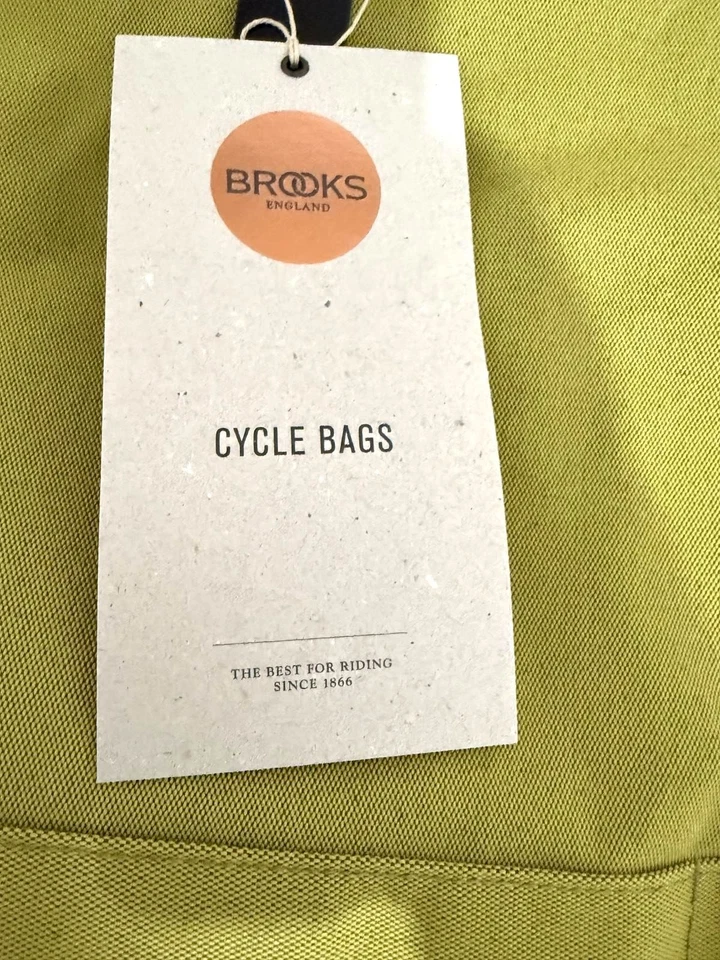 BROOKS
ENGLAND
CYCLE BAGS
THE BEST FOR RIDING
SINCE 1866